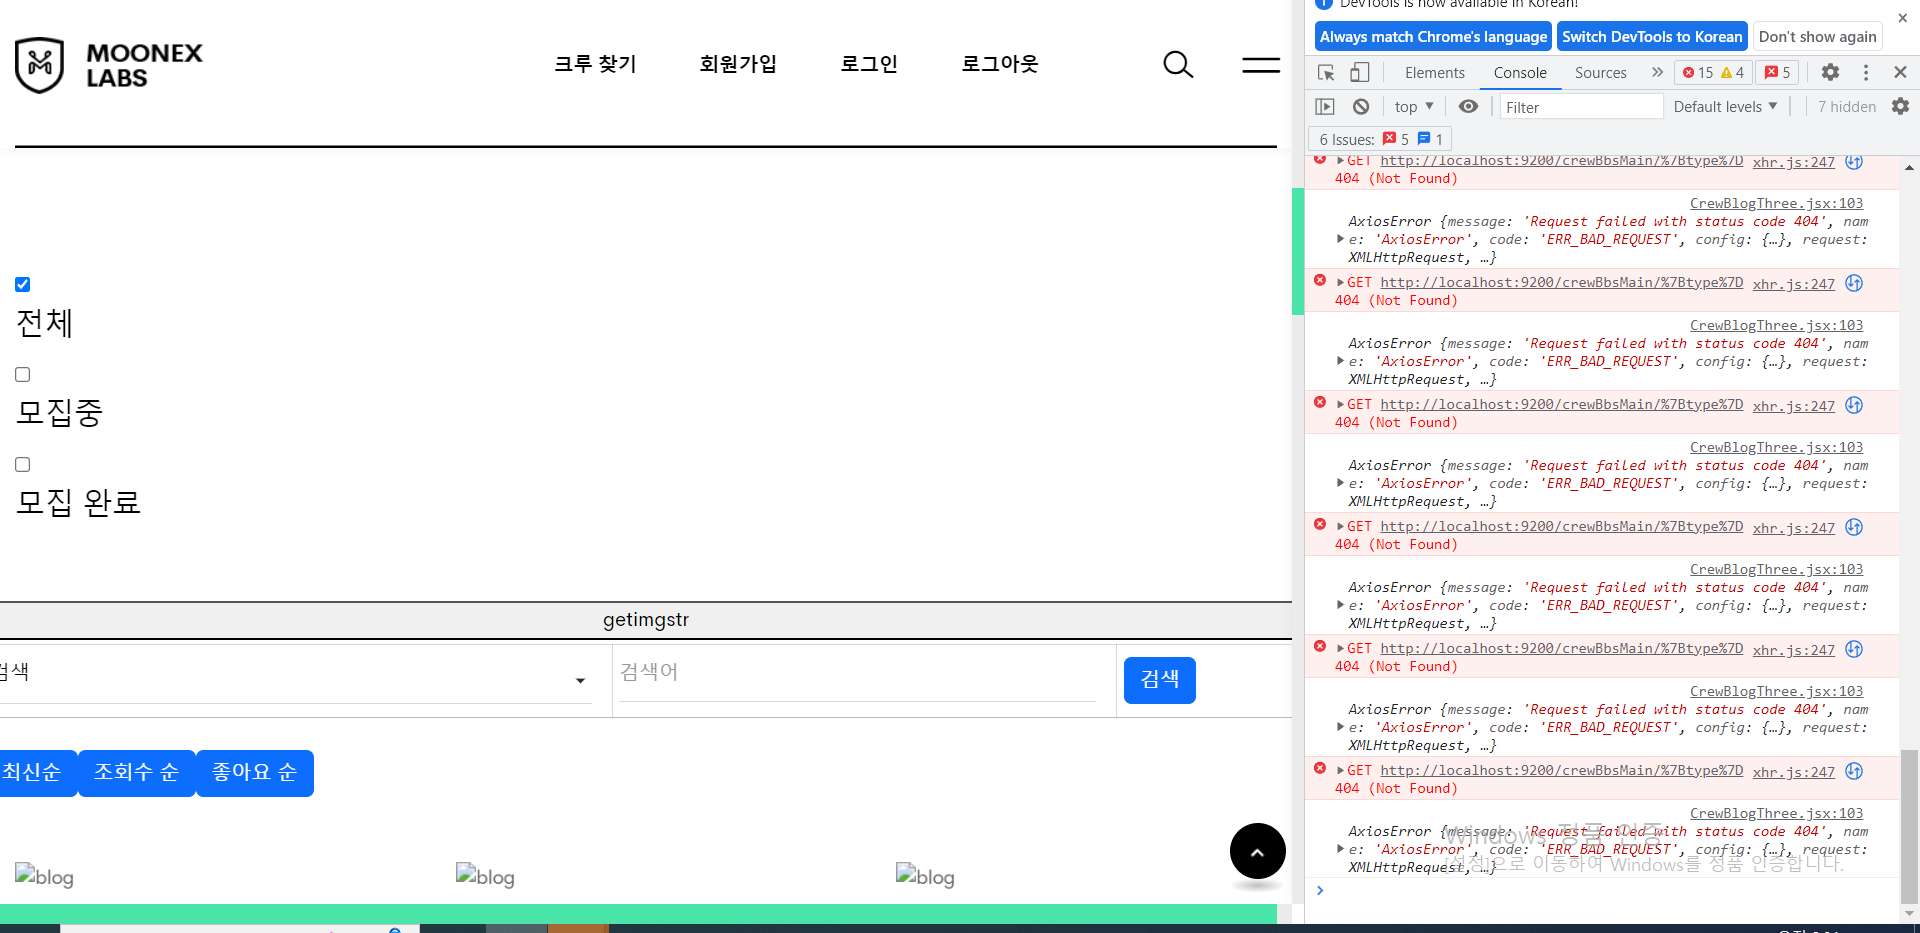 MOONEX
LABS
크루 찾기 회원가입 로그인 로그아웃
전체
모집중
모집 완료
getimgstr
검색 검색어 검색
최신순 조회수 순 좋아요 순
blog blog blog
DevTools is now available in Korean!
Always match Chrome's language Switch DevTools to Korean Don't show again
Elements Console Sources 15 4 5
top Filter Default levels 7 hidden
6 Issues: 5 1
GET http://localhost:9200/crewBbsMain/%7Btype%7D xhr.js:247
404 (Not Found)
CrewBlogThree.jsx:103
AxiosError {message: 'Request failed with status code 404', nam
e: 'AxiosError', code: 'ERR_BAD_REQUEST', config: {…}, request:
XMLHttpRequest, …}
GET http://localhost:9200/crewBbsMain/%7Btype%7D xhr.js:247
404 (Not Found)
CrewBlogThree.jsx:103
AxiosError {message: 'Request failed with status code 404', nam
e: 'AxiosError', code: 'ERR_BAD_REQUEST', config: {…}, request:
XMLHttpRequest, …}
GET http://localhost:9200/crewBbsMain/%7Btype%7D xhr.js:247
404 (Not Found)
CrewBlogThree.jsx:103
AxiosError {message: 'Request failed with status code 404', nam
e: 'AxiosError', code: 'ERR_BAD_REQUEST', config: {…}, request:
XMLHttpRequest, …}
GET http://localhost:9200/crewBbsMain/%7Btype%7D xhr.js:247
404 (Not Found)
CrewBlogThree.jsx:103
AxiosError {message: 'Request failed with status code 404', nam
e: 'AxiosError', code: 'ERR_BAD_REQUEST', config: {…}, request:
XMLHttpRequest, …}
GET http://localhost:9200/crewBbsMain/%7Btype%7D xhr.js:247
404 (Not Found)
CrewBlogThree.jsx:103
AxiosError {message: 'Request failed with status code 404', nam
e: 'AxiosError', code: 'ERR_BAD_REQUEST', config: {…}, request:
XMLHttpRequest, …}
GET http://localhost:9200/crewBbsMain/%7Btype%7D xhr.js:247
404 (Not Found)
CrewBlogThree.jsx:103
AxiosError {message: 'Request failed with status code 404', nam
e: 'AxiosError', code: 'ERR_BAD_REQUEST', config: {…}, request:
XMLHttpRequest, …}
Windows 정품 인증
[설정]으로 이동하여 Windows를 정품 인증합니다.